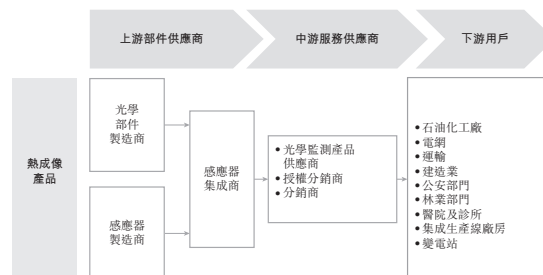 上游部件供應商
中游服務供應商
下游用戶
熱成像
產品
光學
部件
製造商
感應器
製造商
感應器
集成商
•光學監測產品
供應商
•授權分銷商
•分銷商
•石油化工廠
•電網
•運輸
•建造業
•公安部門
•林業部門
•醫院及診所
•集成生產線廠房
•變電站